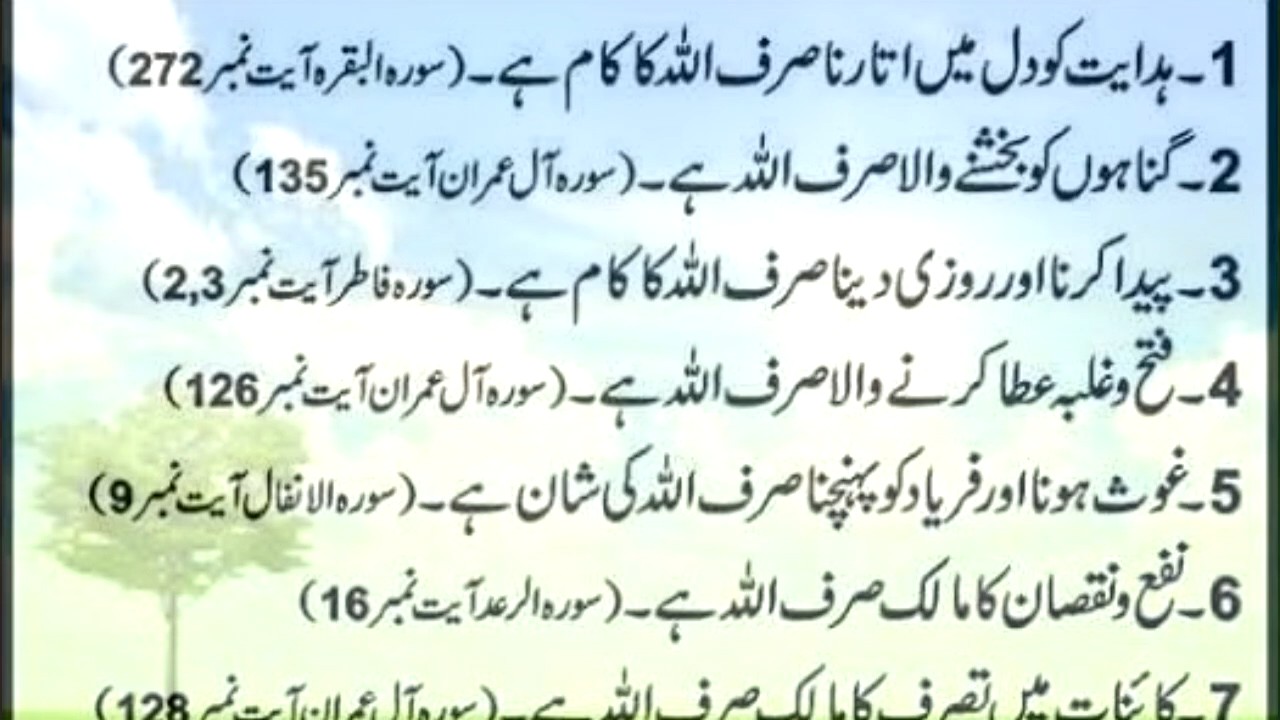 1۔ہدایت کو دل میں اتارنا صرف اللہ کا کام ہے۔(سورہ البقرہ آیت نمبر 272)
2۔گناہوں کو بخشنے والا صرف اللہ ہے۔(سورہ آل عمران آیت نمبر 135)
3۔پیدا کرنا اور روزی دینا صرف اللہ کا کام ہے۔(سورہ فاطر آیت نمبر 2,3)
4۔فتح و غلبہ عطا کرنے والا صرف اللہ ہے۔(سورہ آل عمران آیت نمبر 126)
5۔غوث ہونا اور فریاد کو پہنچنا صرف اللہ کی شان ہے۔(سورہ الانفال آیت نمبر 9)
6۔نفع و نقصان کا مالک صرف اللہ ہے۔(سورہ الرعد آیت نمبر 16)
7۔کائنات میں تصرف کا مالک صرف اللہ ہے۔(سورہ آل عمران آیت نمبر 128)